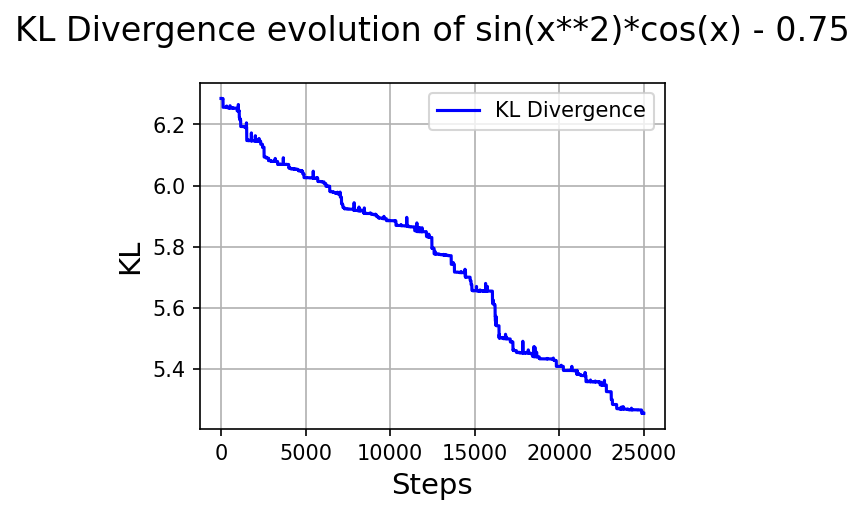 KL Divergence evolution of sin(x**2)*cos(x) - 0.75
KL Divergence
6.2
6.0
5.8
5.6
5.4
KL
0 5000 10000 15000 20000 25000
Steps